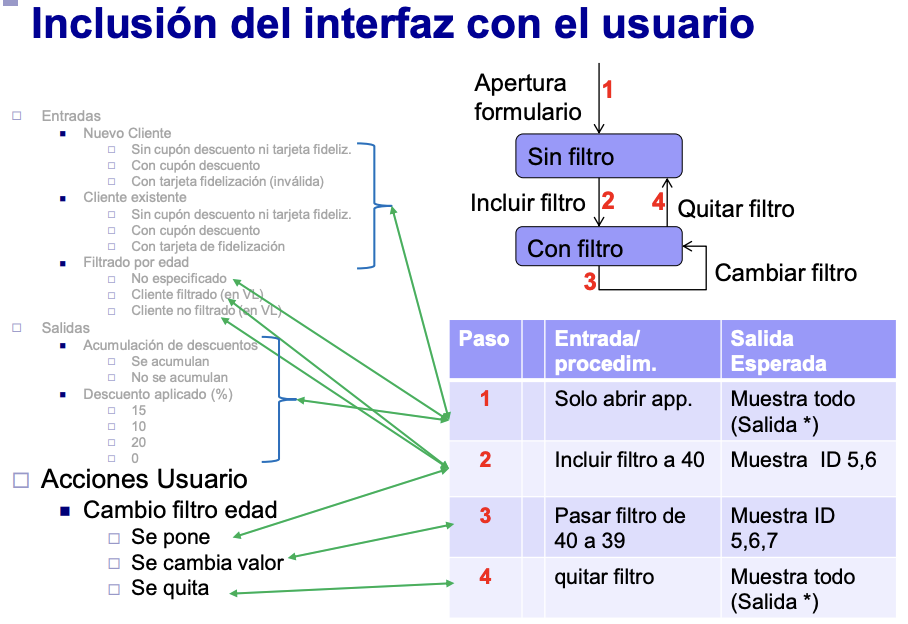 Inclusión del interfaz con el usuario
Entradas
Nuevo Cliente
Sin cupón descuento ni tarjeta fideliz.
Con cupón descuento
Con tarjeta fidelización (inválida)
Cliente existente
Sin cupón descuento ni tarjeta fideliz.
Con cupón descuento
Con tarjeta de fidelización
Filtrado por edad
No especificado
Cliente filtrado (en VL)
Cliente no filtrado (en VL)
Salidas
Acumulación de descuentos
Se acumulan
No se acumulan
Descuento aplicado (%)
15
10
20
0
Acciones Usuario
Cambio filtro edad
Se pone
Se cambia valor
Se quita
Apertura
formulario
1
Sin filtro
Incluir filtro
2
4
Quitar filtro
Con filtro
3
Cambiar filtro
Paso
Entrada/
procedim.
Salida
Esperada
1
Solo abrir app.
Muestra todo
(Salida *)
2
Incluir filtro a 40
Muestra ID 5,6
3
Pasar filtro de
40 a 39
Muestra ID
5,6,7
4
quitar filtro
Muestra todo
(Salida *)